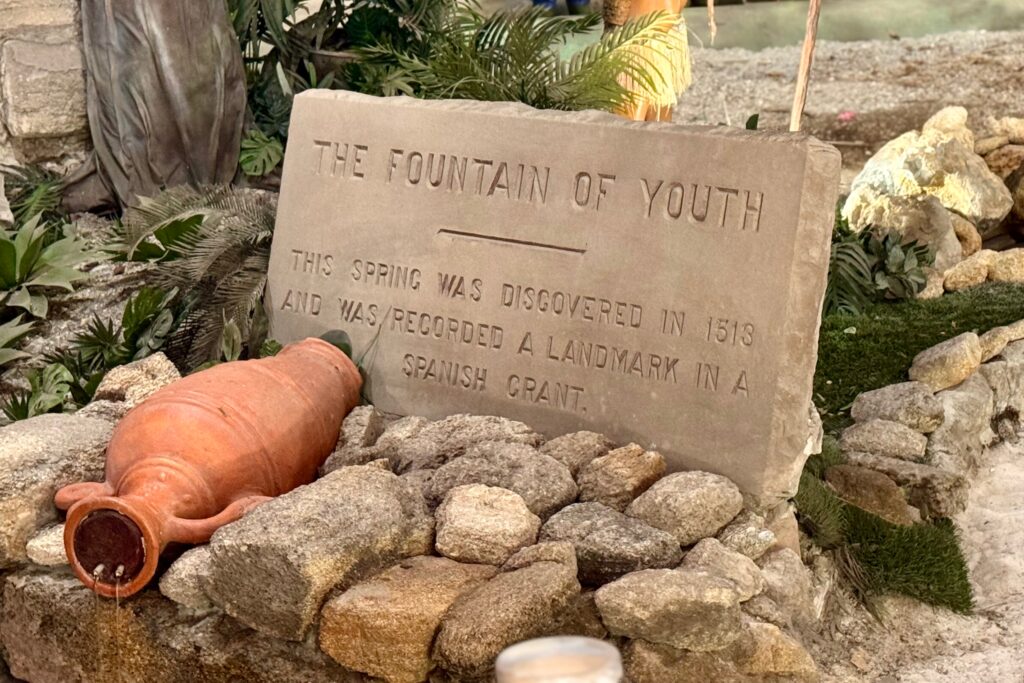 THE FOUNTAIN OF YOUTH
THIS SPRING WAS DISCOVERED IN 1513
AND WAS RECORDED A LANDMARK IN A
SPANISH GRANT.